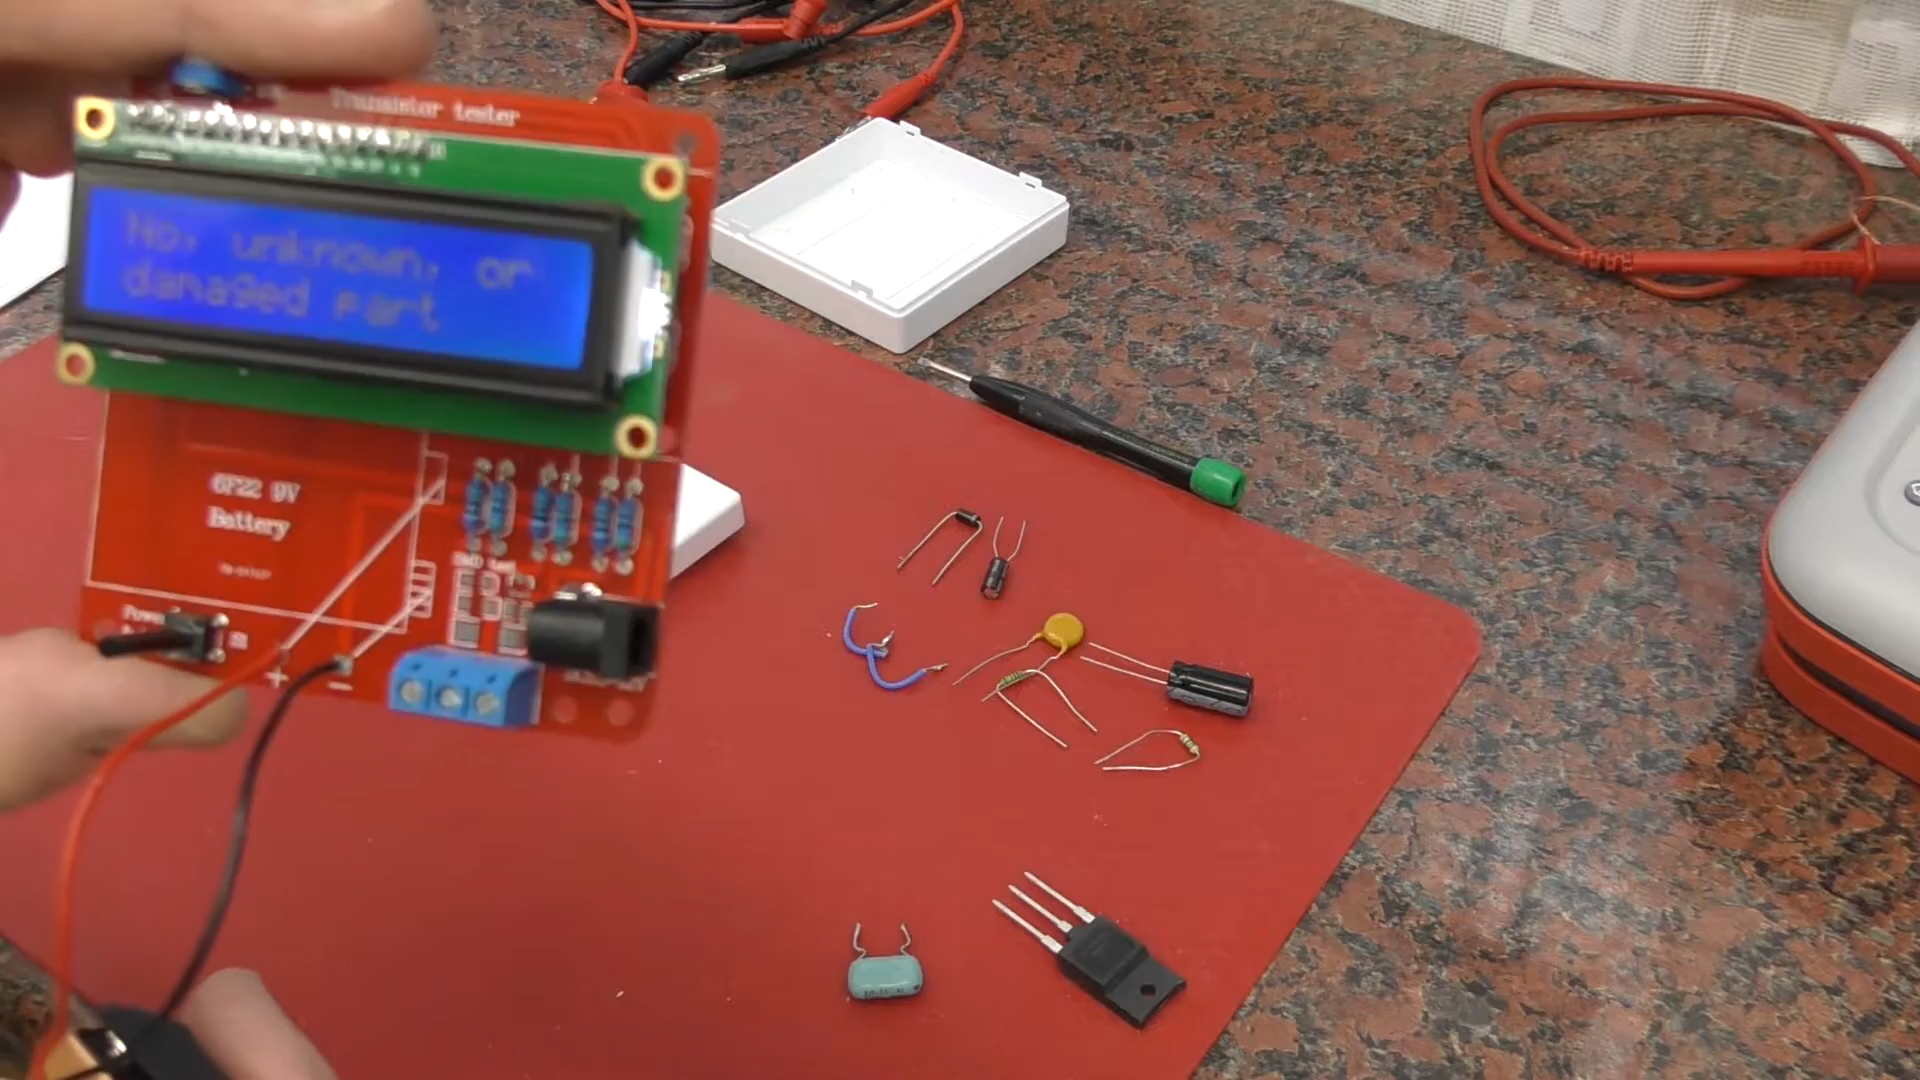 Transistor tester
No, unknown, or
damaged part
6F22 9V
Battery
+
−